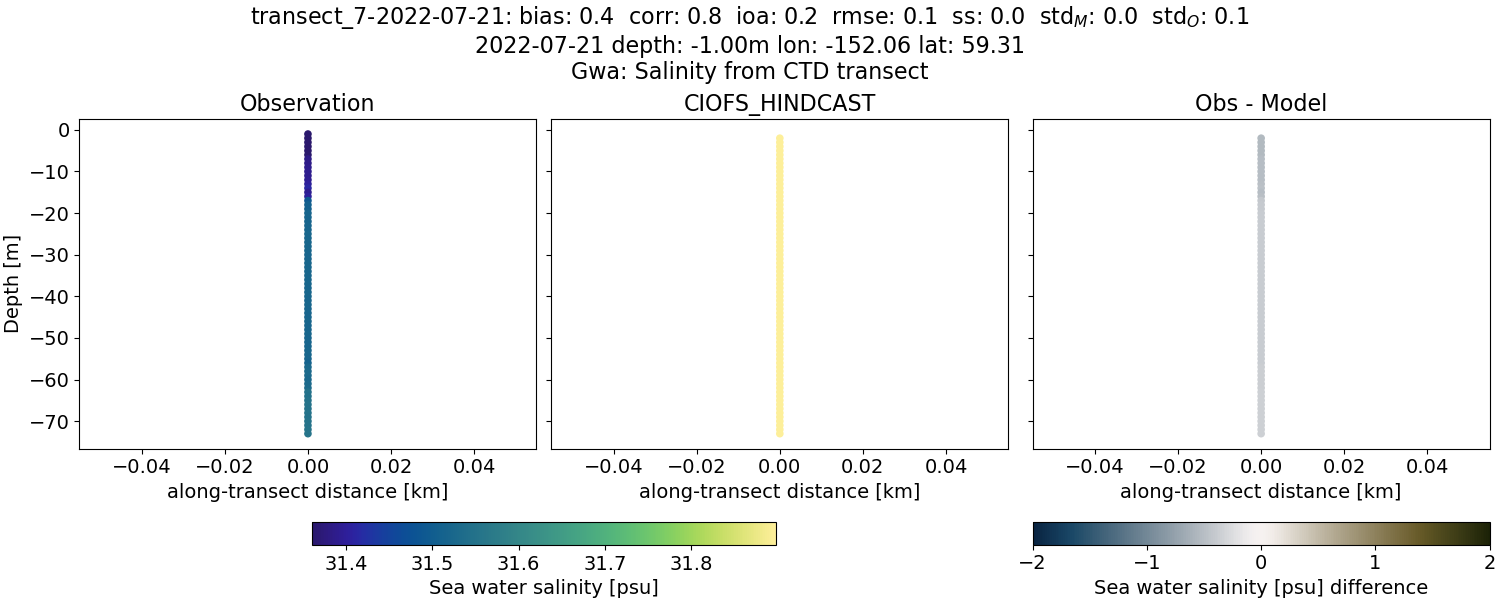 transect_7-2022-07-21: bias: 0.4 corr: 0.8 ioa: 0.2 rmse: 0.1 ss: 0.0 std_M: 0.0 std_O: 0.1
2022-07-21 depth: -1.00m lon: -152.06 lat: 59.31
Gwa: Salinity from CTD transect
Observation
CIOFS_HINDCAST
Obs - Model
Depth [m]
0
−10
−20
−30
−40
−50
−60
−70
−0.04 −0.02 0.00 0.02 0.04
along-transect distance [km]
−0.04 −0.02 0.00 0.02 0.04
along-transect distance [km]
−0.04 −0.02 0.00 0.02 0.04
along-transect distance [km]
31.4 31.5 31.6 31.7 31.8
Sea water salinity [psu]
−2 −1 0 1 2
Sea water salinity [psu] difference